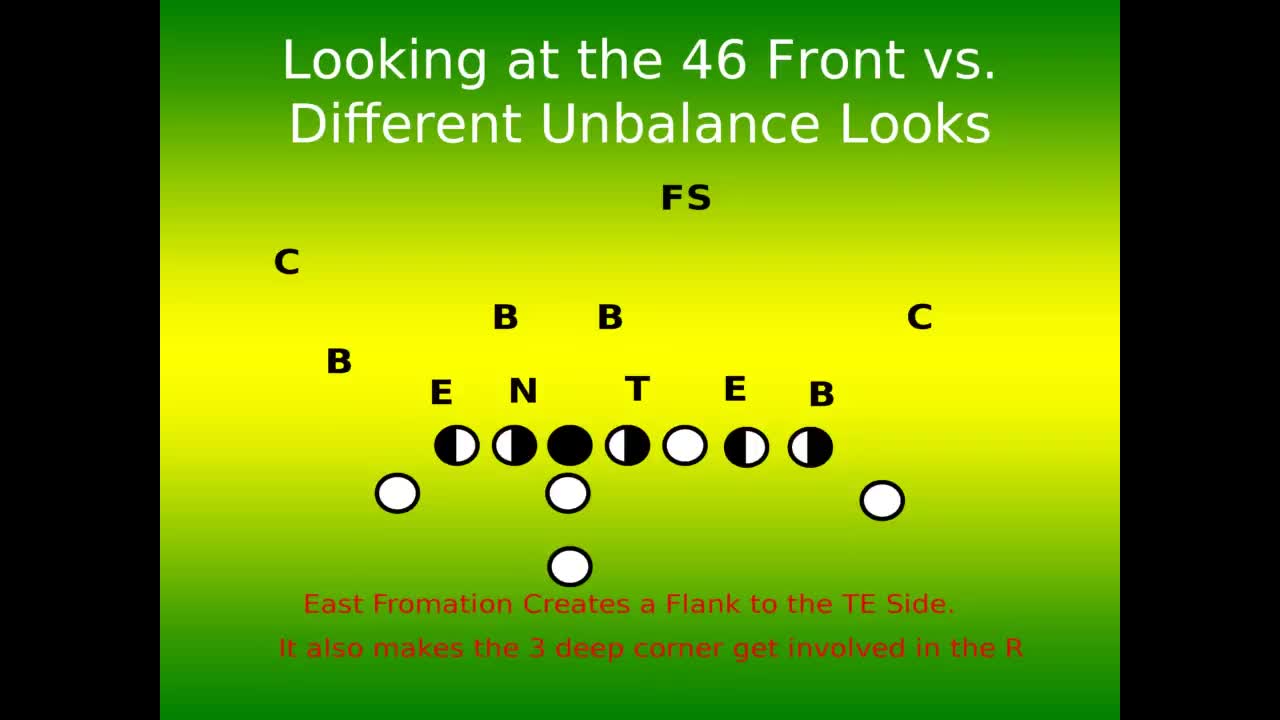 Looking at the 46 Front vs.
Different Unbalance Looks
FS
C
B B C
B
E N T E B
East Fromation Creates a Flank to the TE Side.
It also makes the 3 deep corner get involved in the R